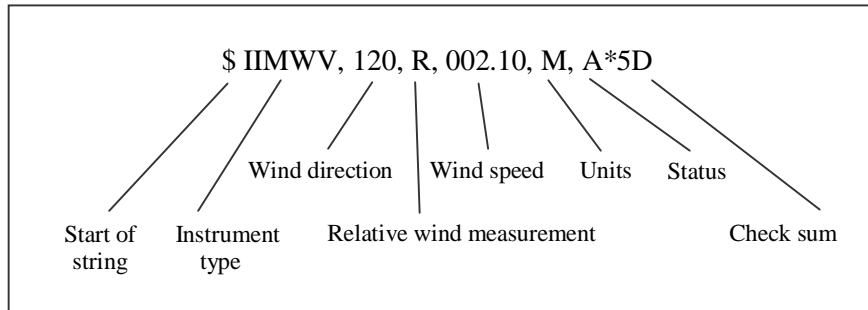 $ IIMWV, 120, R, 002.10, M, A*5D
Wind direction Wind speed Units Status
Start of string Instrument type Relative wind measurement Check sum